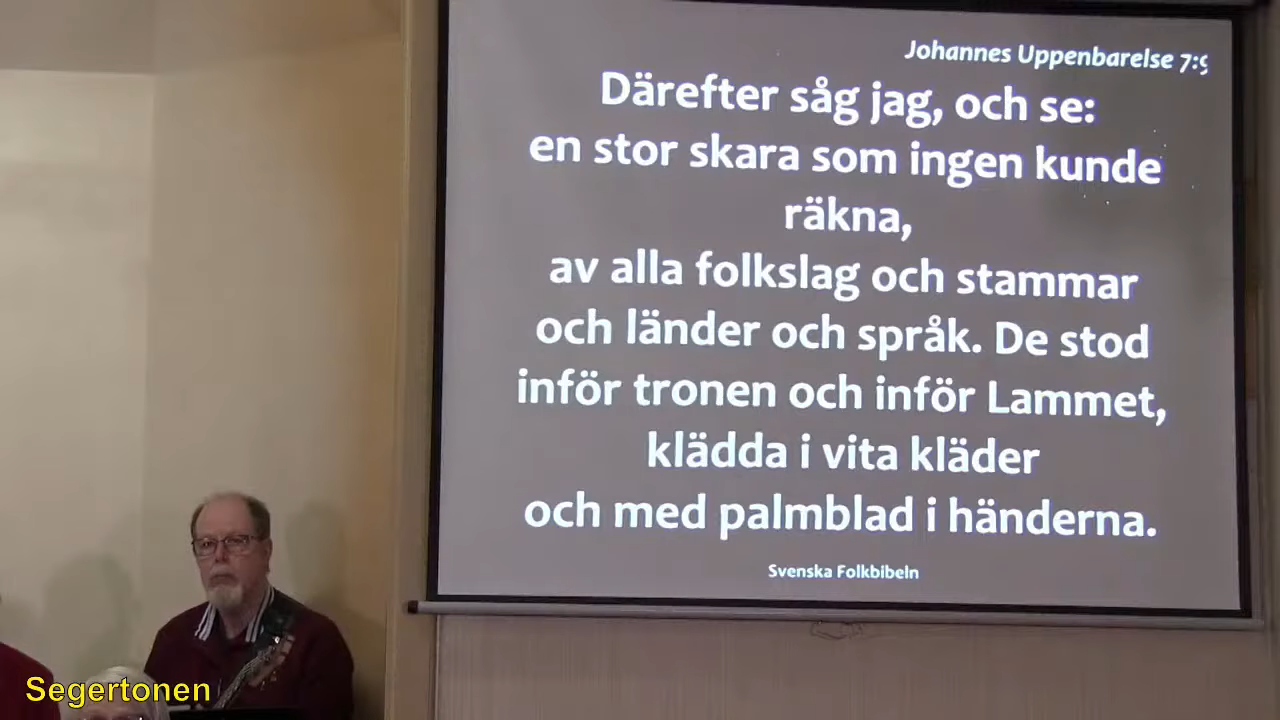 Johannes Uppenbarelse 7:9
Därefter såg jag, och se:
en stor skara som ingen kunde
räkna,
av alla folkslag och stammar
och länder och språk. De stod
inför tronen och inför Lammet,
klädda i vita kläder
och med palmblad i händerna.
Svenska Folkbibeln
Segertonen